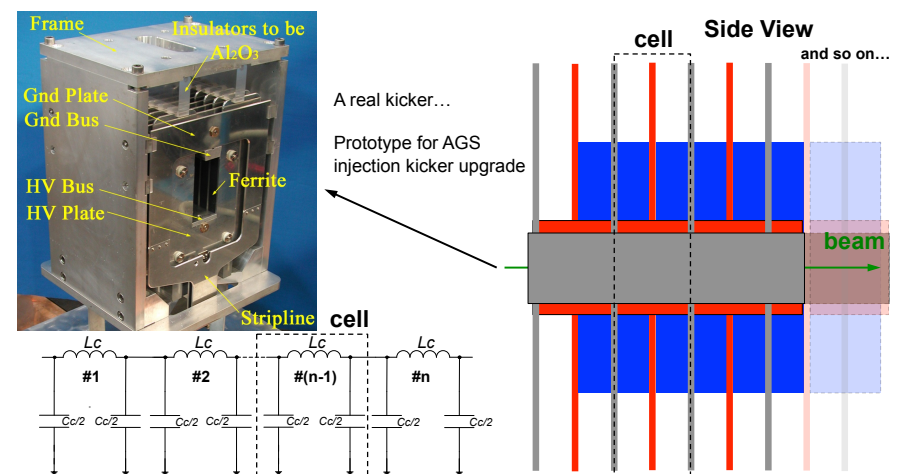 Frame
Insulators to be
Al₂O₃
Gnd Plate
Gnd Bus
HV Bus
HV Plate
Ferrite
Stripline
A real kicker…
Prototype for AGS
injection kicker upgrade
Side View
cell
and so on…
beam
cell
Lc
Lc
Lc
Lc
#1
#2
#(n-1)
#n
Cc/2
Cc/2
Cc/2
Cc/2
Cc/2
Cc/2
Cc/2
Cc/2